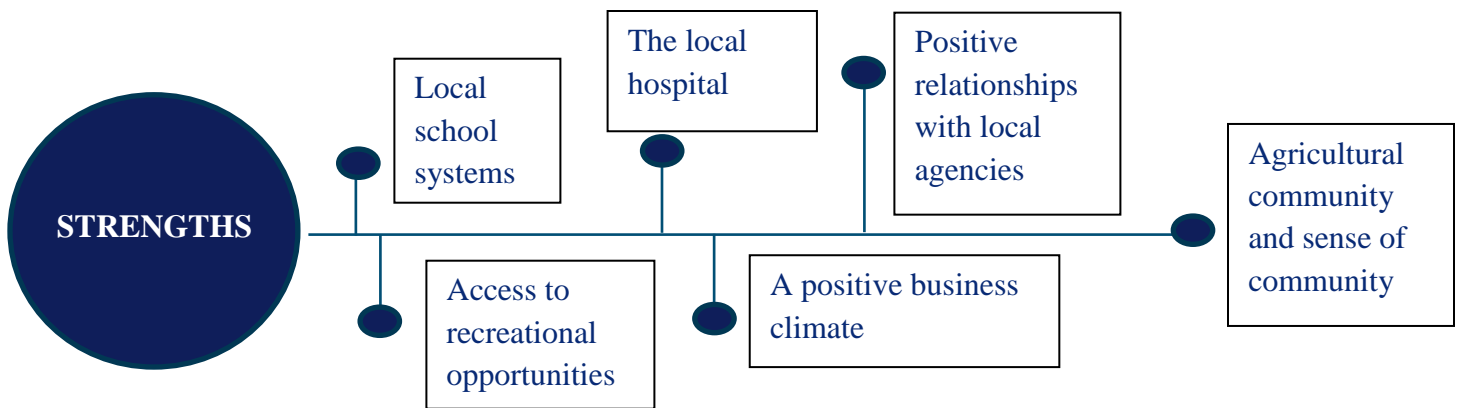 STRENGTHS
Local
school
systems
Access to
recreational
opportunities
The local
hospital
A positive business
climate
Positive
relationships
with local
agencies
Agricultural
community
and sense of
community